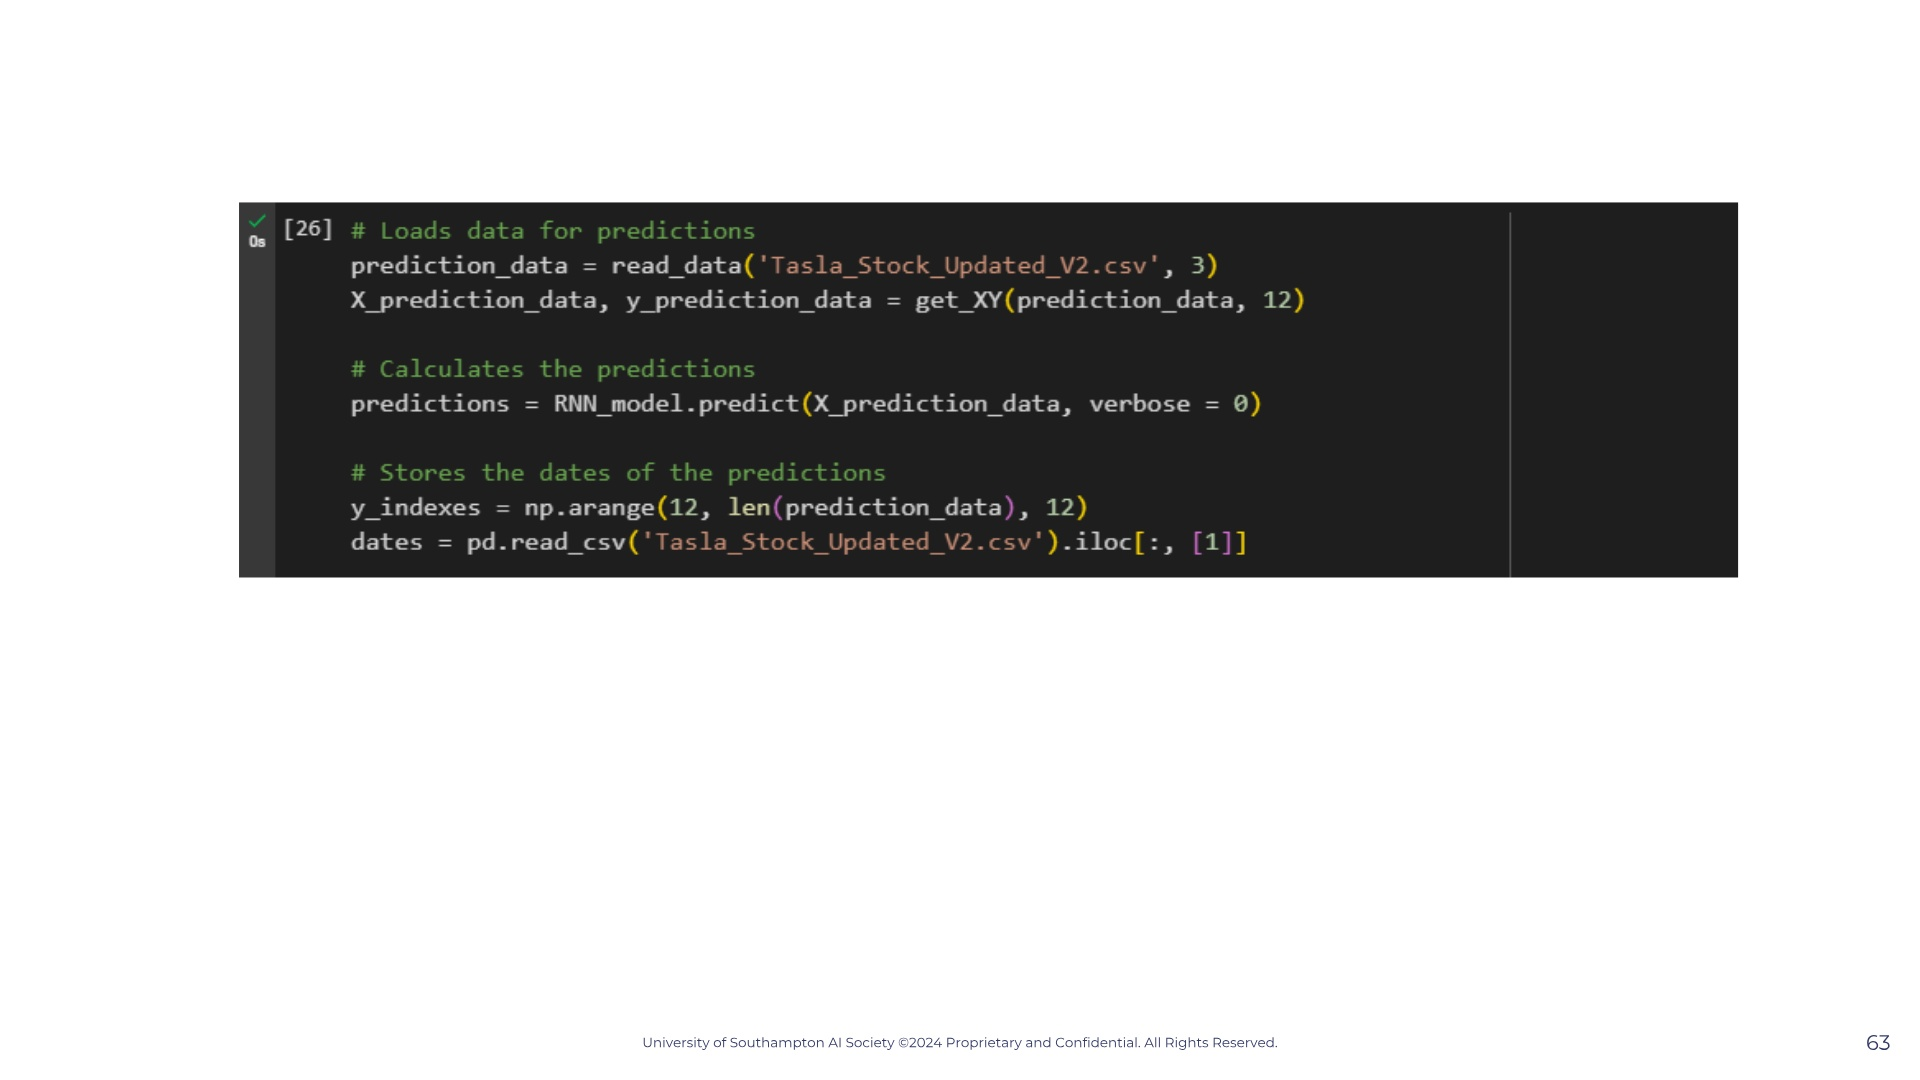 [26] # Loads data for predictions
0s
prediction_data = read_data('Tasla_Stock_Updated_V2.csv', 3)
X_prediction_data, y_prediction_data = get_XY(prediction_data, 12)
# Calculates the predictions
predictions = RNN_model.predict(X_prediction_data, verbose = 0)
# Stores the dates of the predictions
y_indexes = np.arange(12, len(prediction_data), 12)
dates = pd.read_csv('Tasla_Stock_Updated_V2.csv').iloc[:, [1]]
University of Southampton AI Society ©2024 Proprietary and Confidential. All Rights Reserved.
63